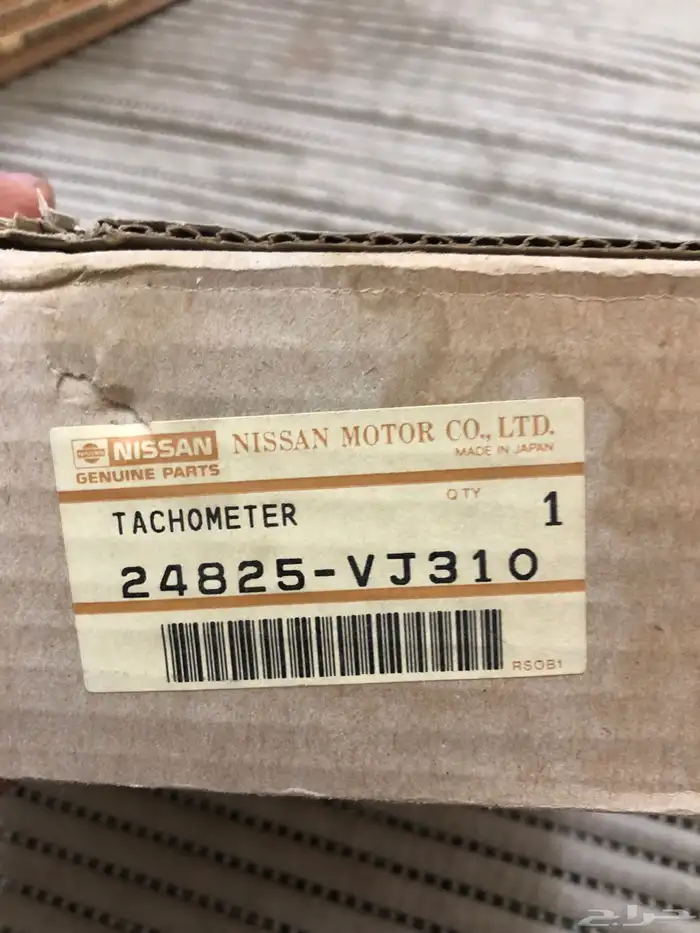 NISSAN NISSAN MOTOR CO., LTD.
GENUINE PARTS MADE IN JAPAN
QTY
TACHOMETER 1
24825-VJ310
RSOB1
حراج